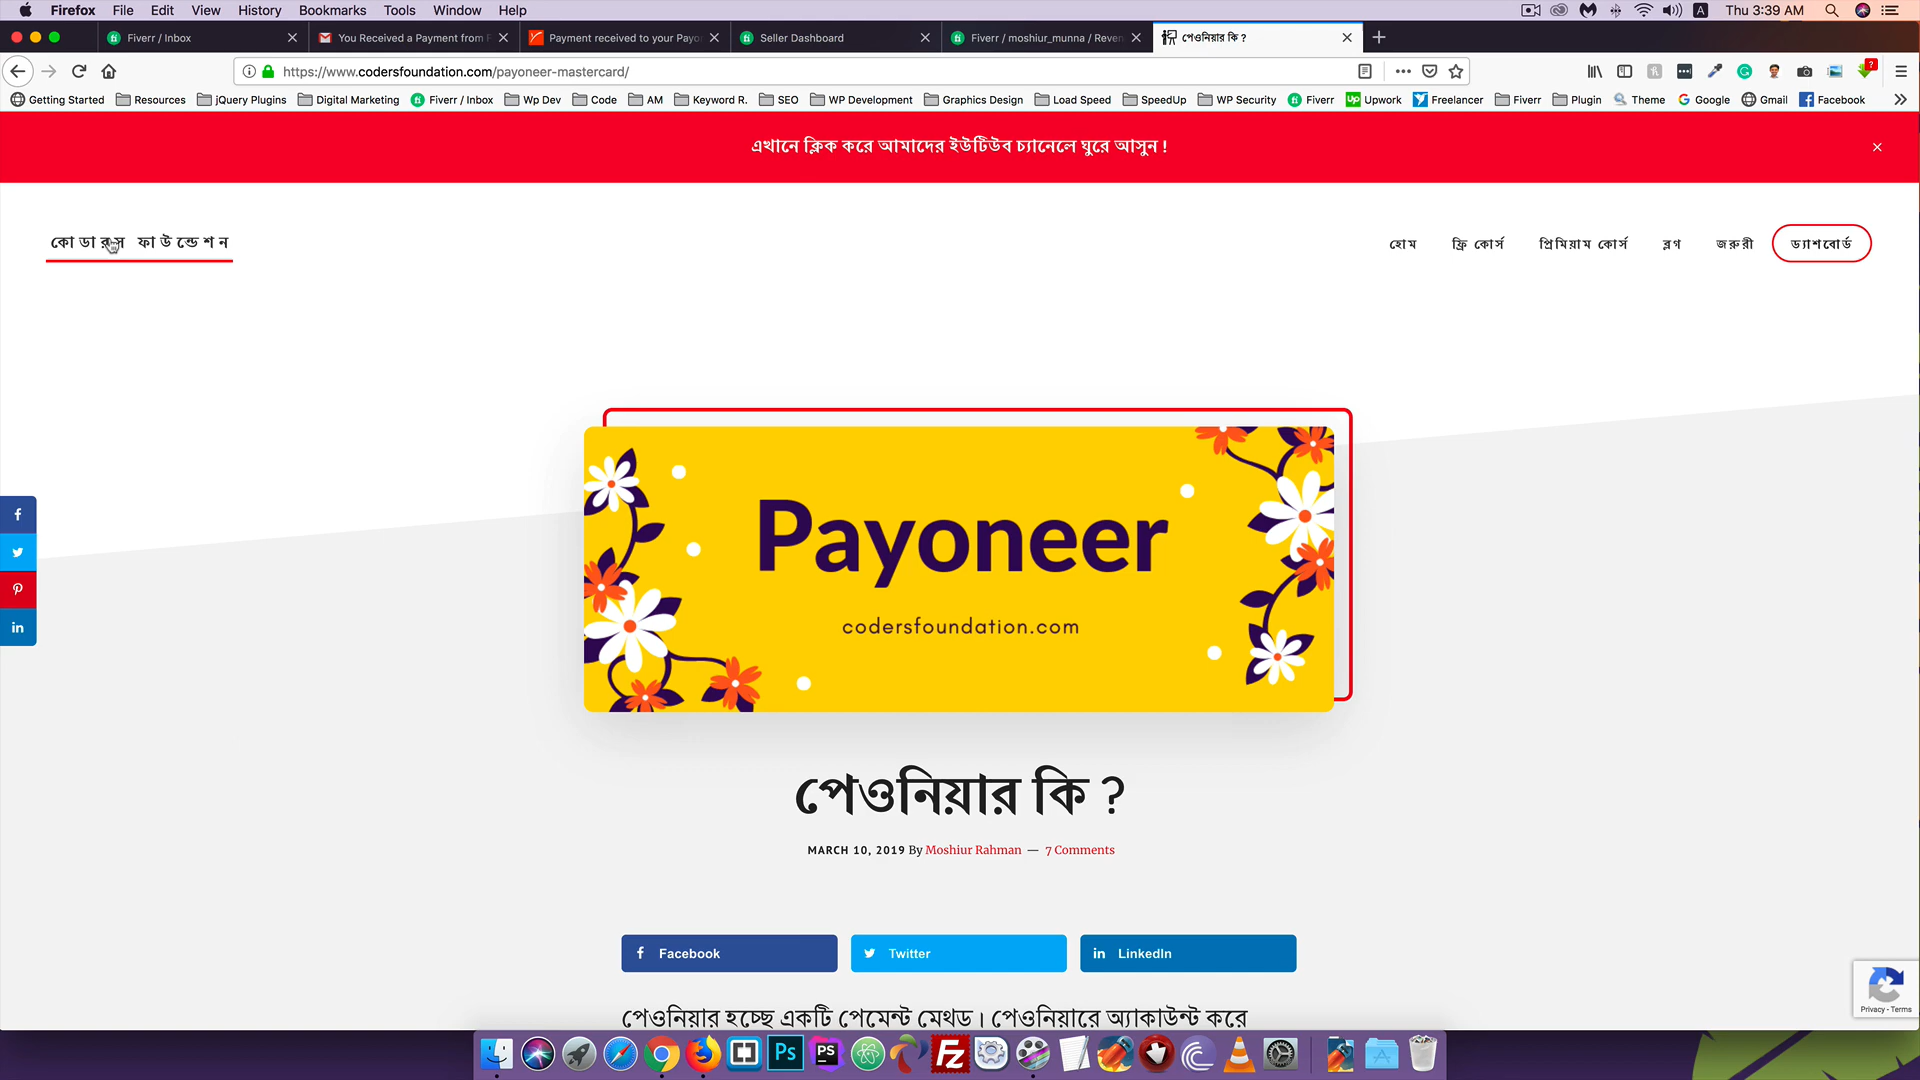 Firefox File Edit View History Bookmarks Tools Window Help
Thu 3:39 AM
Fiverr / Inbox
You Received a Payment from F
Payment received to your Payo
Seller Dashboard
Fiverr / moshiur_munna / Reven
পেওনিয়ার কি ?
https://www.codersfoundation.com/payoneer-mastercard/
Getting Started Resources jQuery Plugins Digital Marketing Fiverr / Inbox Wp Dev Code AM Keyword R. SEO WP Development Graphics Design Load Speed SpeedUp WP Security Fiverr Upwork Freelancer Fiverr Plugin Theme Google Gmail Facebook
এখানে ক্লিক করে আমাদের ইউটিউব চ্যানেলে ঘুরে আসুন !
কোডারস ফাউন্ডেশন
হোম ফ্রি কোর্স প্রিমিয়াম কোর্স ব্লগ জরুরী ড্যাশবোর্ড
Payoneer
codersfoundation.com
পেওনিয়ার কি ?
MARCH 10, 2019 By Moshiur Rahman — 7 Comments
Facebook Twitter LinkedIn
পেওনিয়ার হচ্ছে একটি পেমেন্ট মেথড। পেওনিয়ারে অ্যাকাউন্ট করে
Privacy - Terms